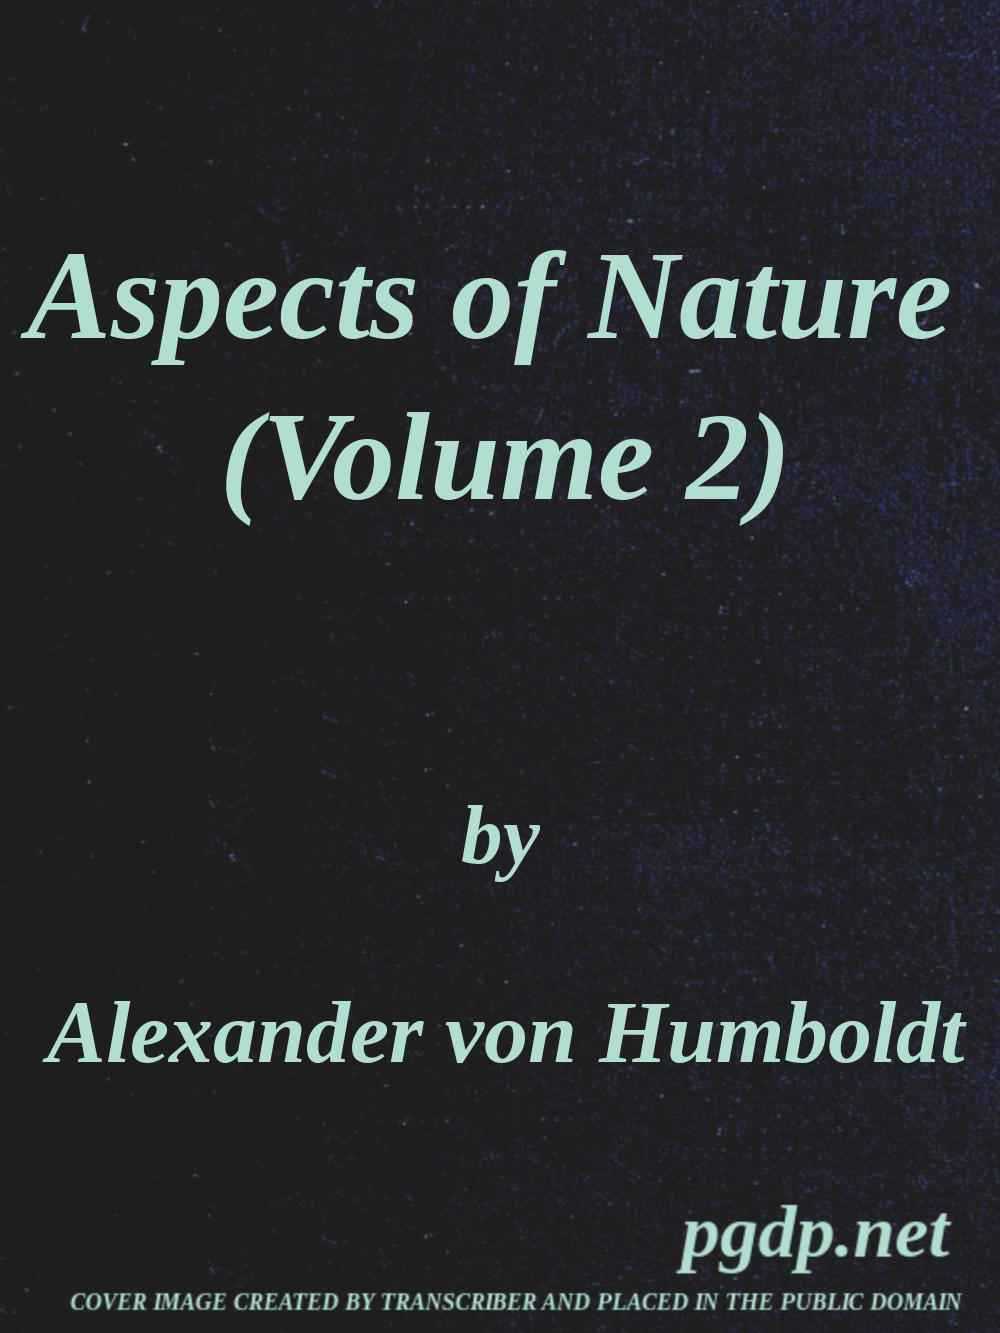 Aspects of Nature
(Volume 2)
by
Alexander von Humboldt
pgdp.net
COVER IMAGE CREATED BY TRANSCRIBER AND PLACED IN THE PUBLIC DOMAIN